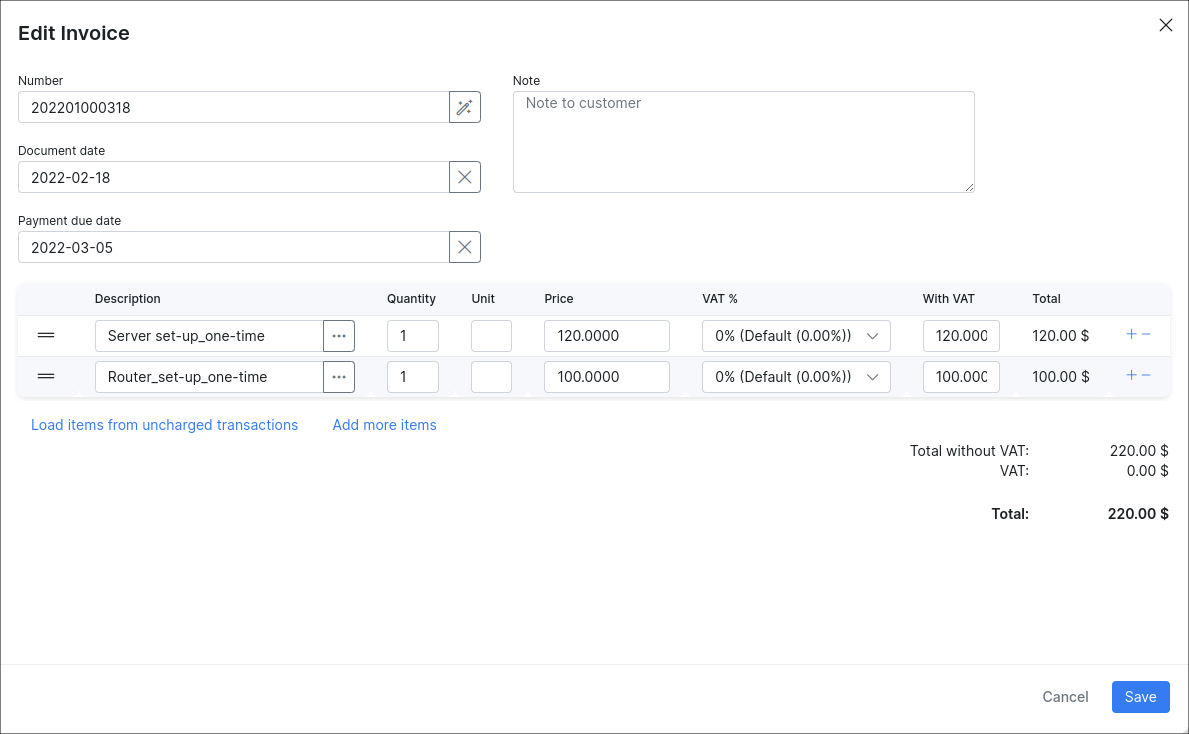 Edit Invoice
Number
202201000318
Document date
2022-02-18
Payment due date
2022-03-05
Note
Note to customer
Description Quantity Unit Price VAT % With VAT Total
Server set-up_one-time ... 1 120.0000 0% (Default (0.00%)) 120.000 120.00 $ + −
Router_set-up_one-time ... 1 100.0000 0% (Default (0.00%)) 100.000 100.00 $ + −
Load items from uncharged transactions Add more items
Total without VAT: 220.00 $
VAT: 0.00 $
Total: 220.00 $
Cancel Save